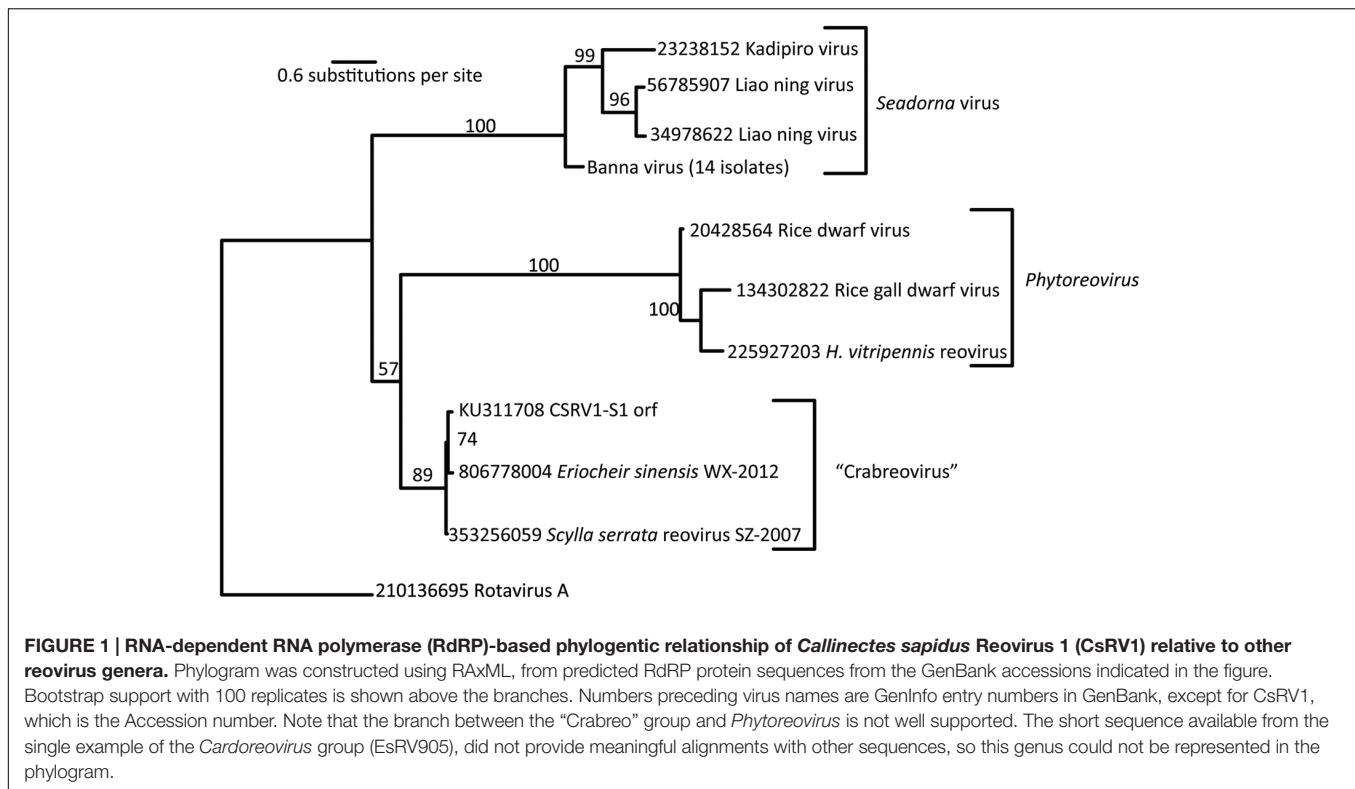 0.6 substitutions per site
99
23238152 Kadipiro virus
56785907 Liao ning virus
96
34978622 Liao ning virus
Seadorna virus
100
Banna virus (14 isolates)
20428564 Rice dwarf virus
100
134302822 Rice gall dwarf virus
Phytoreovirus
100
225927203 H. vitripennis reovirus
57
KU311708 CSRV1-S1 orf
74
806778004 Eriocheir sinensis WX-2012
"Crabreovirus"
89
353256059 Scylla serrata reovirus SZ-2007
210136695 Rotavirus A
FIGURE 1 | RNA-dependent RNA polymerase (RdRP)-based phylogentic relationship of Callinectes sapidus Reovirus 1 (CsRV1) relative to other
reovirus genera. Phylogram was constructed using RAxML, from predicted RdRP protein sequences from the GenBank accessions indicated in the figure.
Bootstrap support with 100 replicates is shown above the branches. Numbers preceding virus names are GenInfo entry numbers in GenBank, except for CsRV1,
which is the Accession number. Note that the branch between the "Crabreo" group and Phytoreovirus is not well supported. The short sequence available from the
single example of the Cardoreovirus group (EsRV905), did not provide meaningful alignments with other sequences, so this genus could not be represented in the
phylogram.